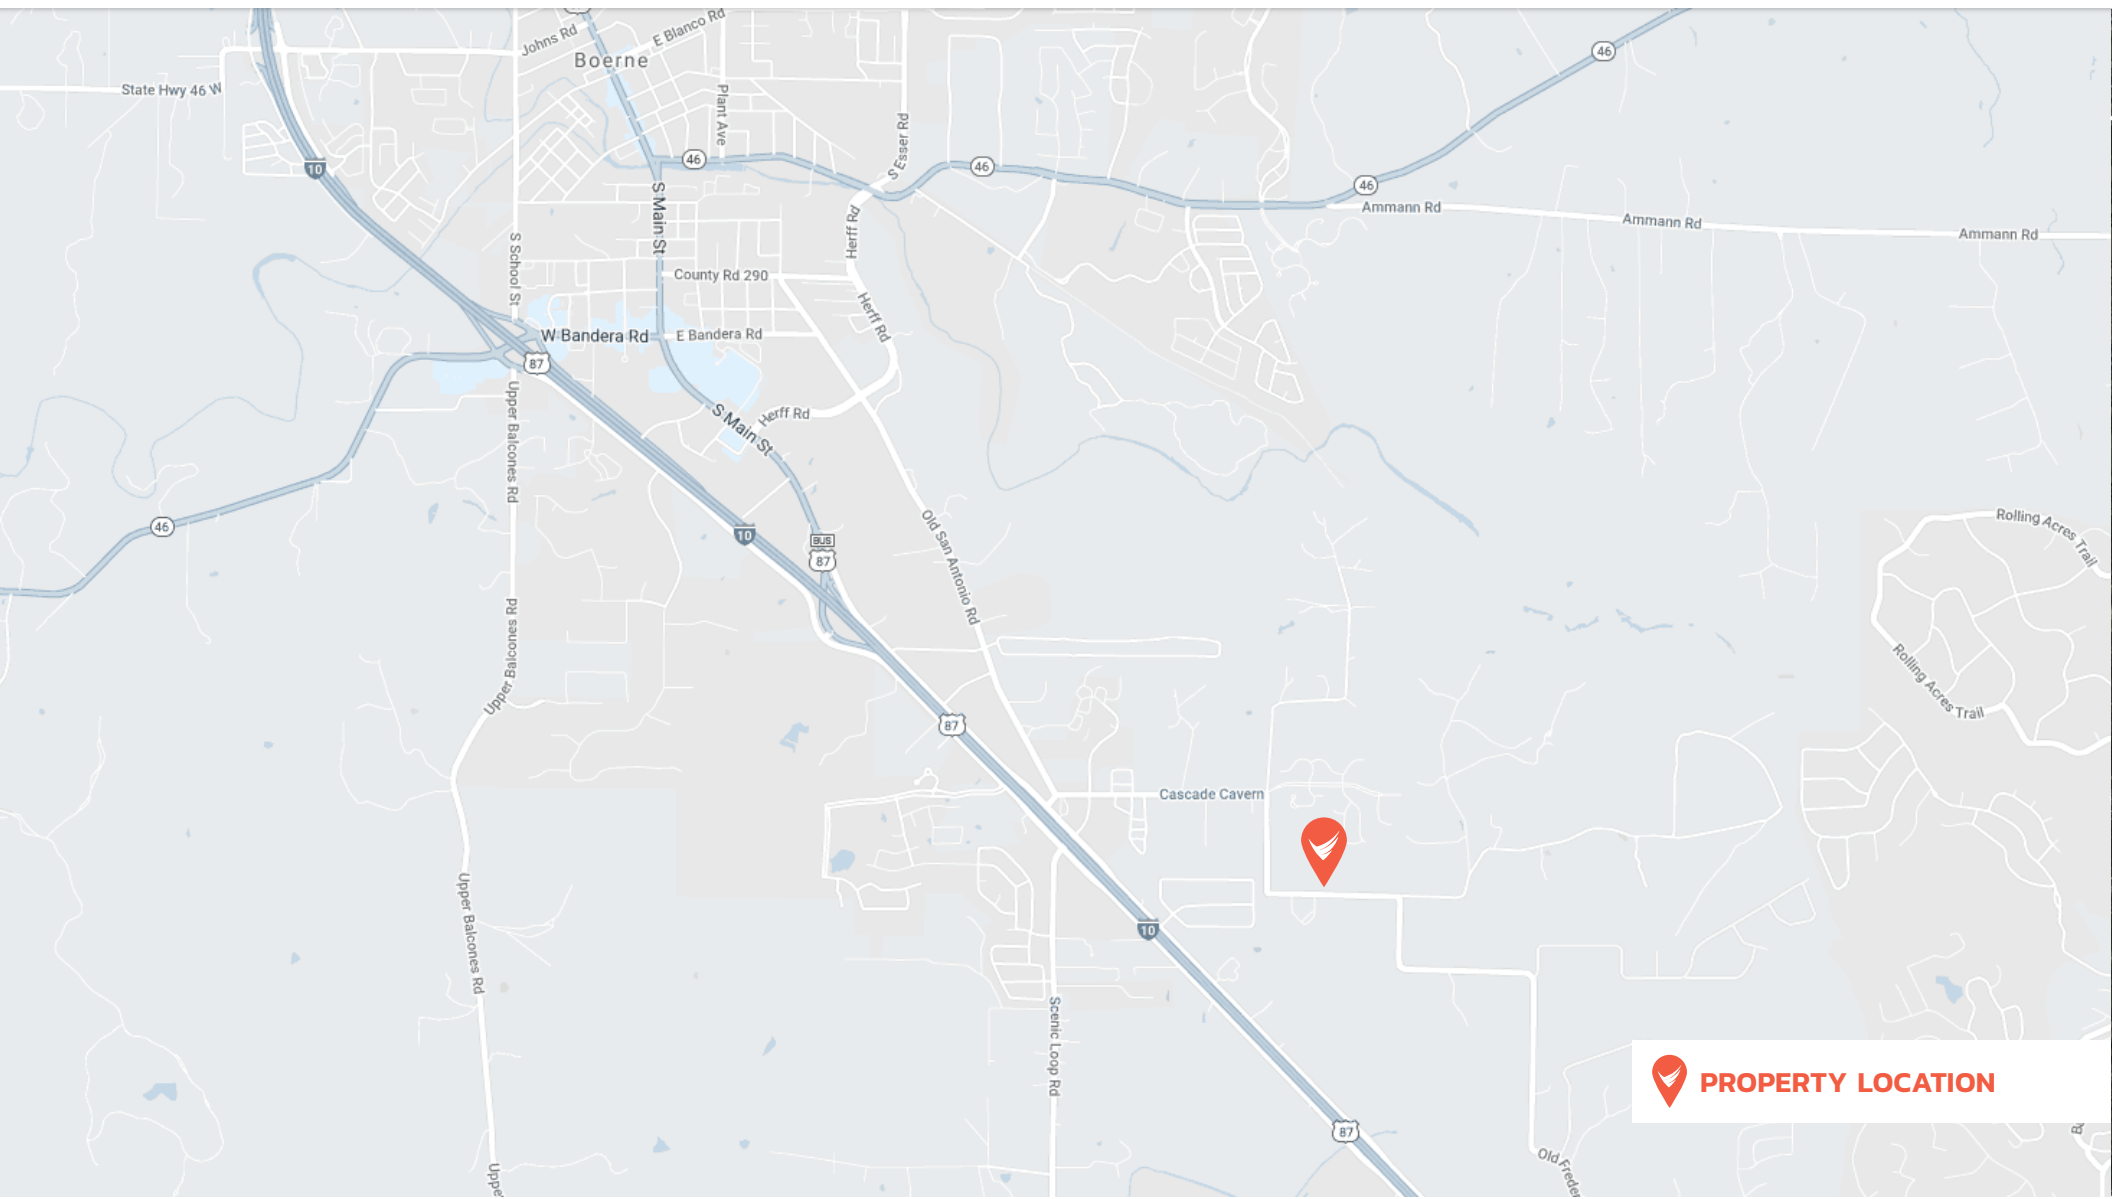 Johns Rd
E Blanco Rd
Boerne
46
State Hwy 46 W
Plant Ave
S Esser Rd
46
46
10
46
Ammann Rd
Ammann Rd
Ammann Rd
S Main St
Herff Rd
S School St
County Rd 290
Herff Rd
W Bandera Rd
E Bandera Rd
87
Upper Balcones Rd
S Main St
Herff Rd
46
10
BUS
87
Old San Antonio Rd
Rolling Acres Trail
Upper Balcones Rd
Rolling Acres Trail
87
Cascade Cavern
Upper Balcones Rd
10
Scenic Loop Rd
PROPERTY LOCATION
87
Old Freder
Uppe